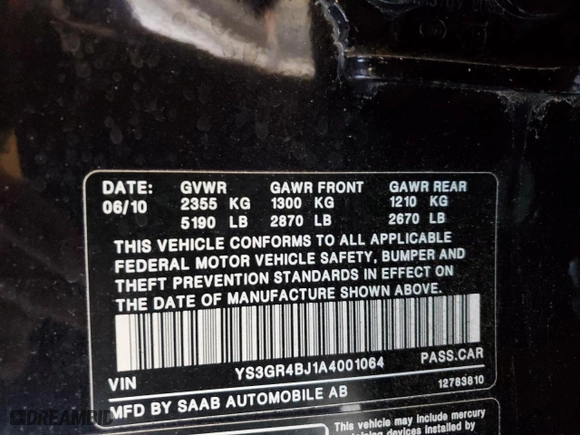 DATE: GVWR GAWR FRONT GAWR REAR
06/10 2355 KG 1300 KG 1210 KG
5190 LB 2870 LB 2670 LB
THIS VEHICLE CONFORMS TO ALL APPLICABLE
FEDERAL MOTOR VEHICLE SAFETY, BUMPER AND
THEFT PREVENTION STANDARDS IN EFFECT ON
THE DATE OF MANUFACTURE SHOWN ABOVE.
YS3GR4BJ1A4001064 PASS.CAR
VIN
MFD BY SAAB AUTOMOBILE AB 12783810
DREAMBID
This vehicle may include mercury